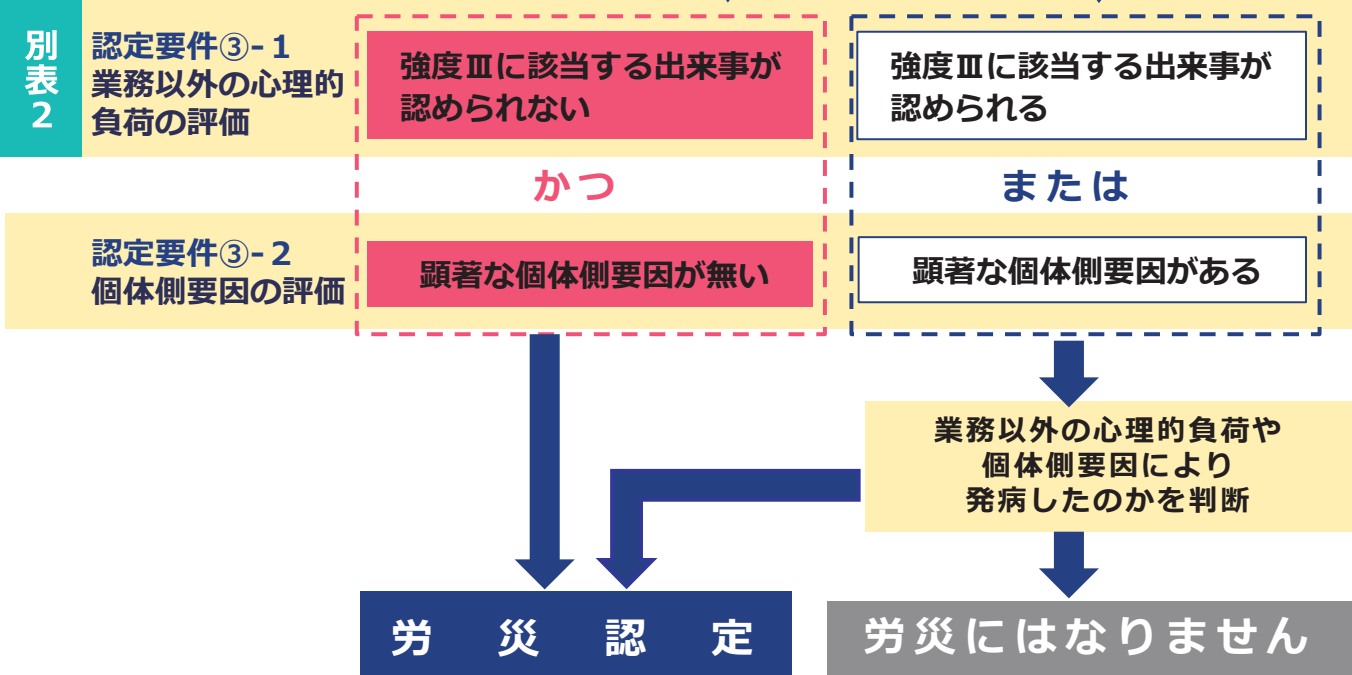 別表2
認定要件③-1
業務以外の心理的
負荷の評価
強度Ⅲに該当する出来事が
認められない
強度Ⅲに該当する出来事が
認められる
かつ
または
認定要件③-2
個体側要因の評価
顕著な個体側要因が無い
顕著な個体側要因がある
業務以外の心理的負荷や
個体側要因により
発病したのかを判断
労災認定
労災にはなりません